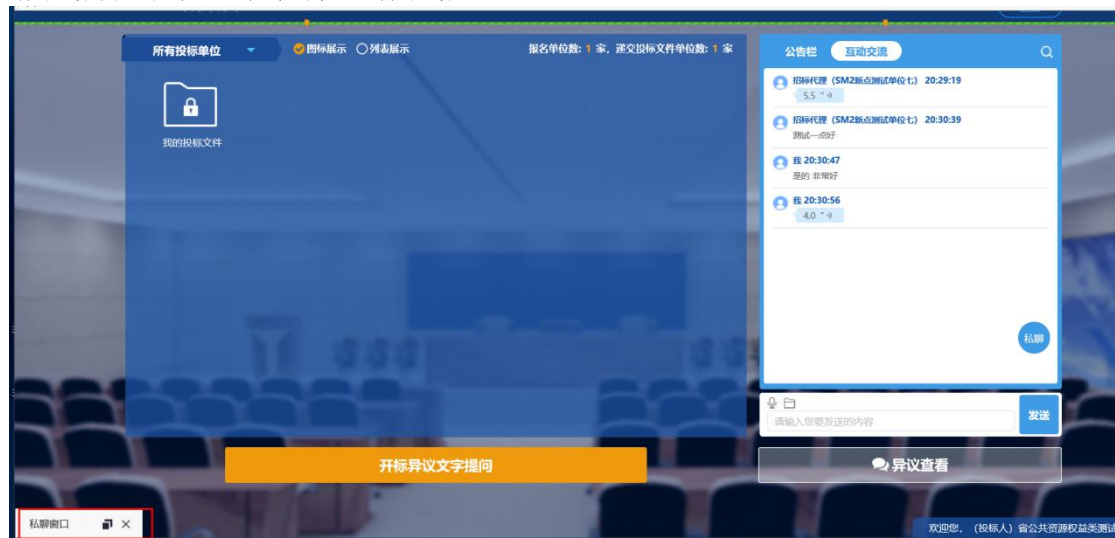 所有投标单位
图标展示 列表展示
报名单位数: 1 家, 递交投标文件单位数: 1 家
我的投标文件
公告栏 互动交流
招标代理 (SM2新点测试单位七) 20:29:19
5.5 "
招标代理 (SM2新点测试单位七) 20:30:39
测试一点好
我 20:30:47
是的 非常好
我 20:30:56
4.0 "
私聊
请输入您要发送的内容
发送
开标异议文字提问
异议查看
私聊窗口
欢迎您, (投标人) 省公共资源权益类测试